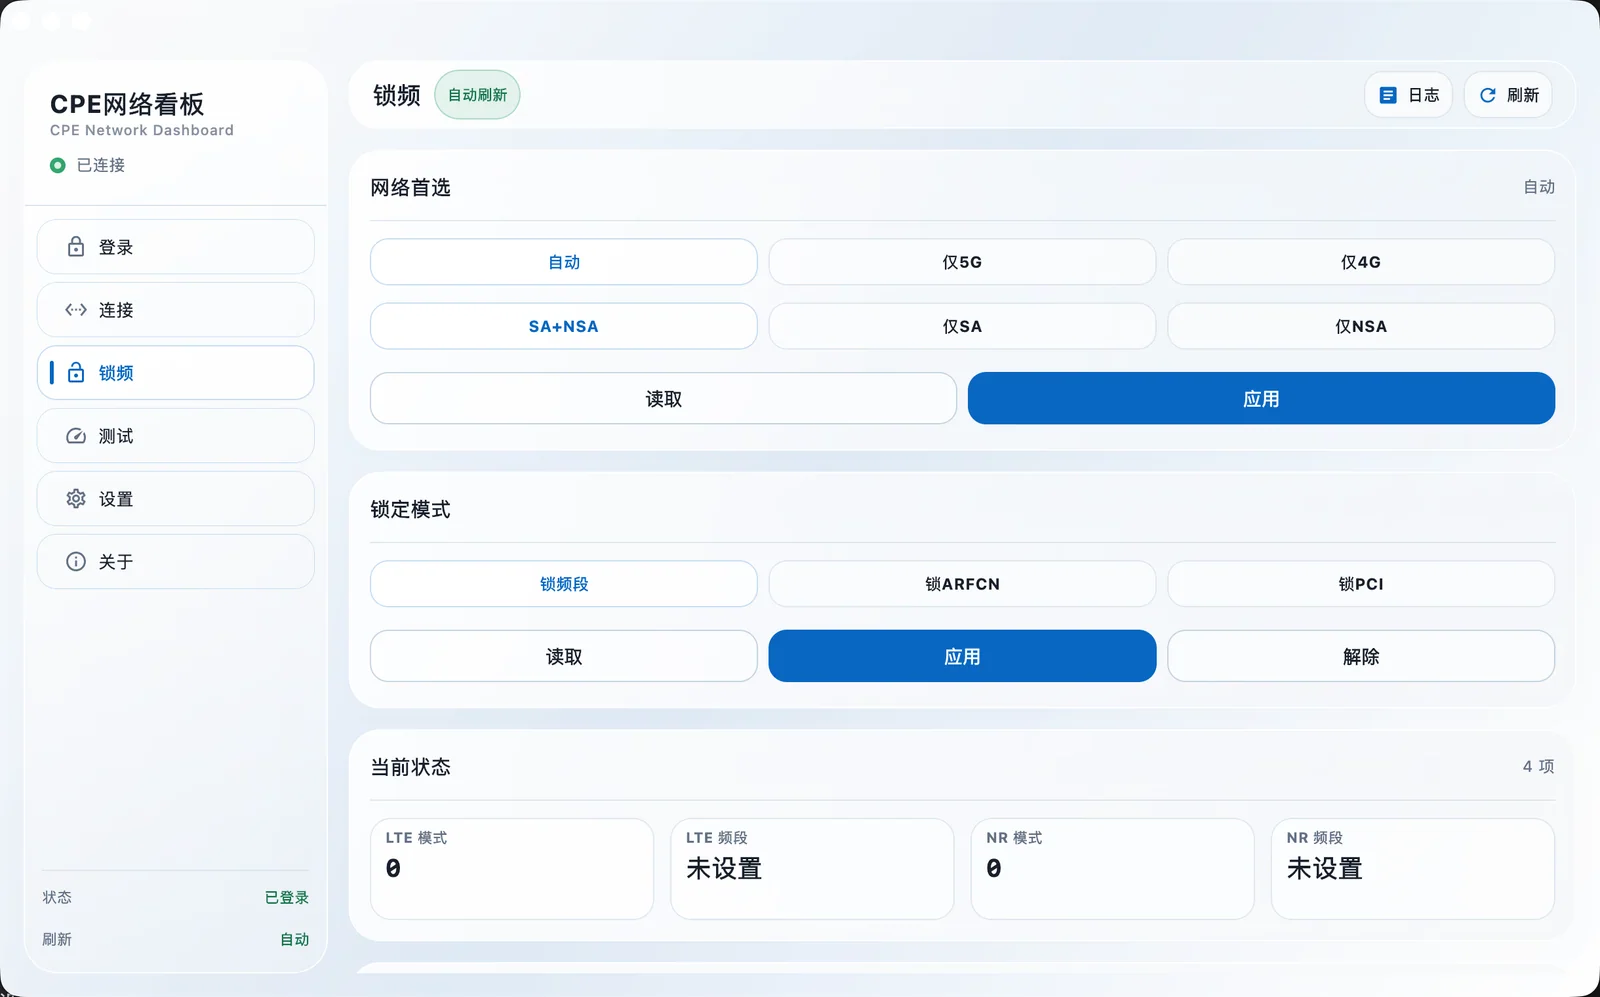 CPE网络看板
CPE Network Dashboard
已连接
登录
连接
锁频
测试
设置
关于
状态 已登录
刷新 自动
锁频 自动刷新 日志 刷新
网络首选 自动
自动 仅5G 仅4G
SA+NSA 仅SA 仅NSA
读取 应用
锁定模式
锁频段 锁ARFCN 锁PCI
读取 应用 解除
当前状态 4 项
LTE 模式 LTE 频段 NR 模式 NR 频段
0 未设置 0 未设置